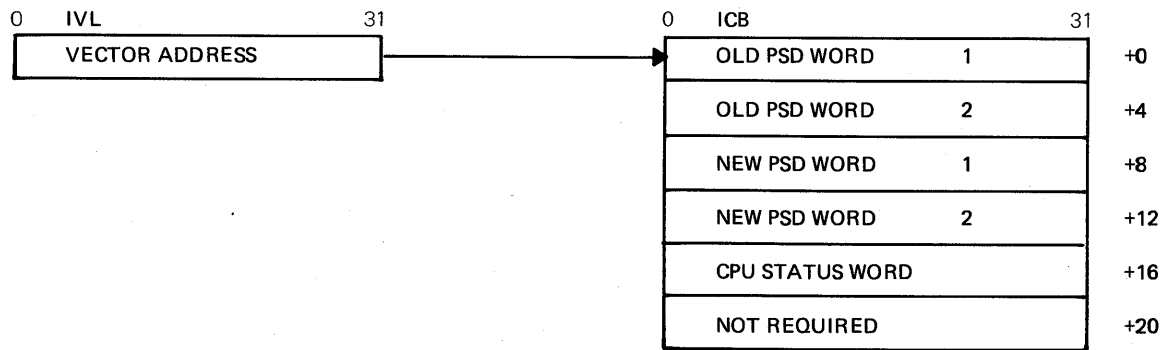 0 IVL 31 0 ICB 31
VECTOR ADDRESS OLD PSD WORD 1 +0
OLD PSD WORD 2 +4
NEW PSD WORD 1 +8
NEW PSD WORD 2 +12
CPU STATUS WORD +16
NOT REQUIRED +20